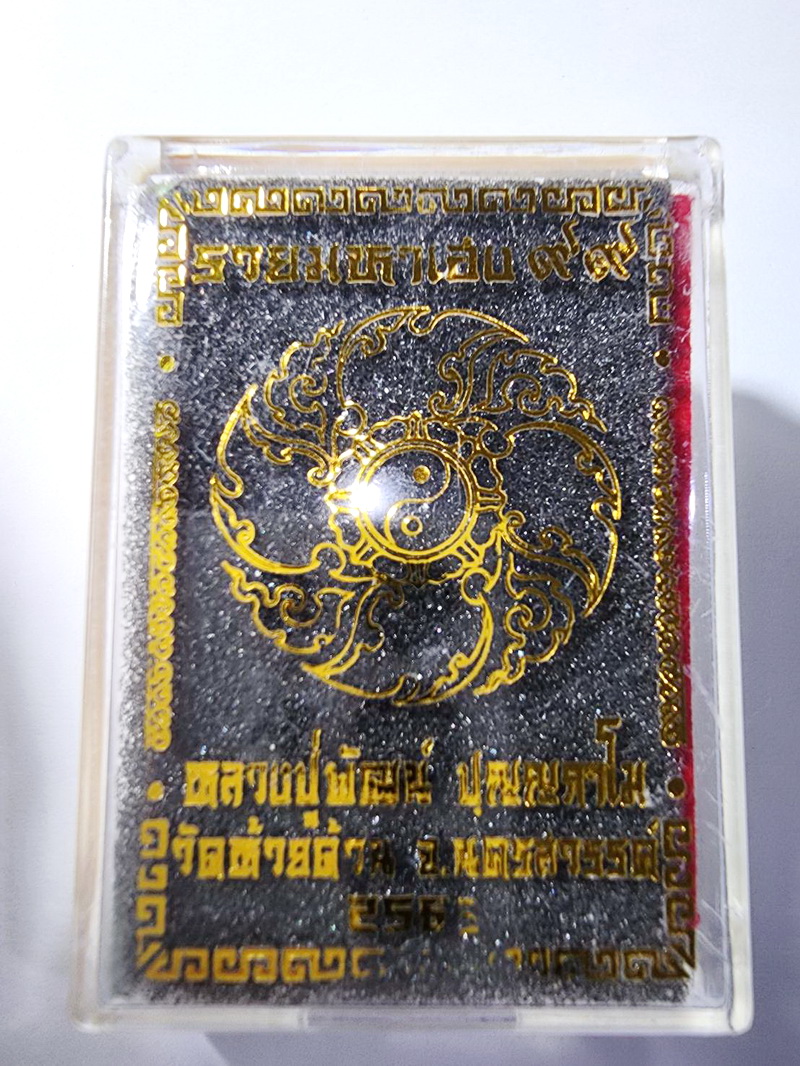 รวยมหาเฮง ๙๙
หลวงปู่พัฒน์ ปุญฺญกาโม
วัดห้วยด้วน จ.นครสวรรค์